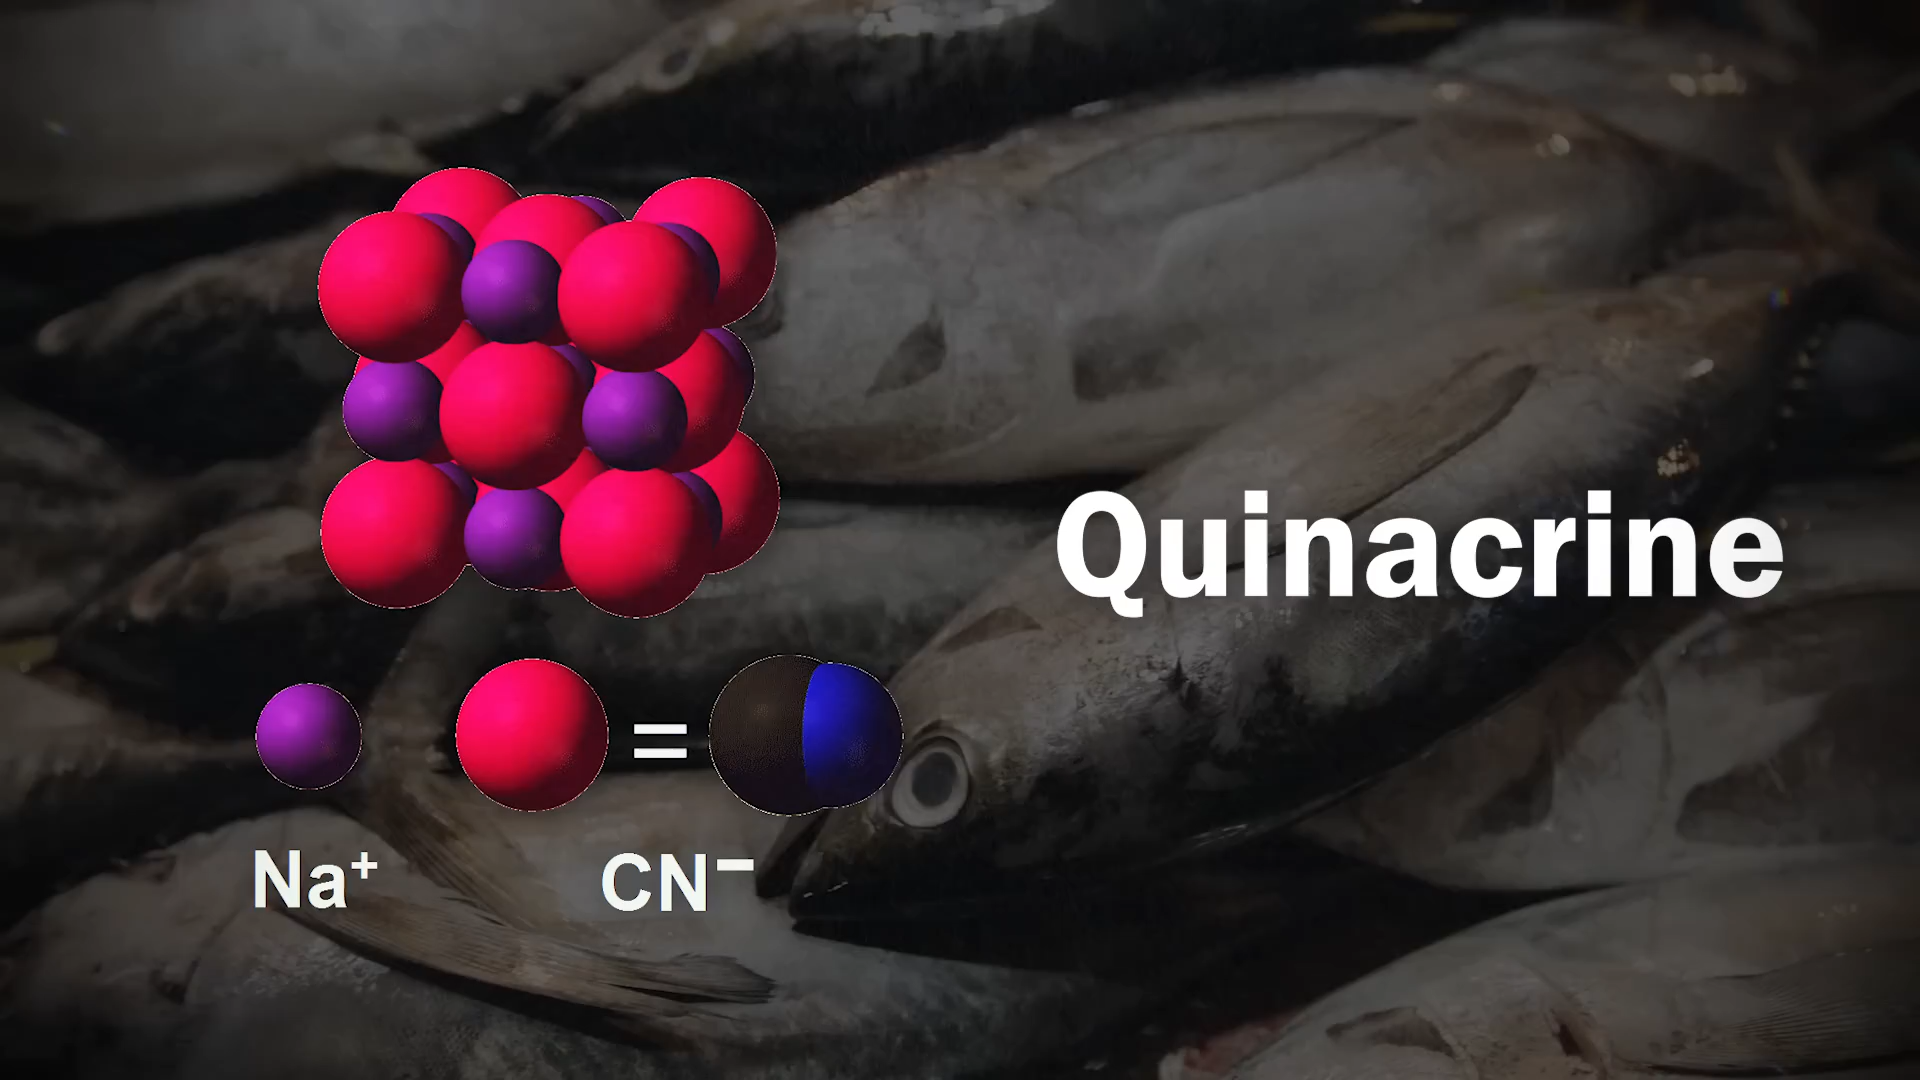 Quinacrine
=
Na⁺
CN⁻